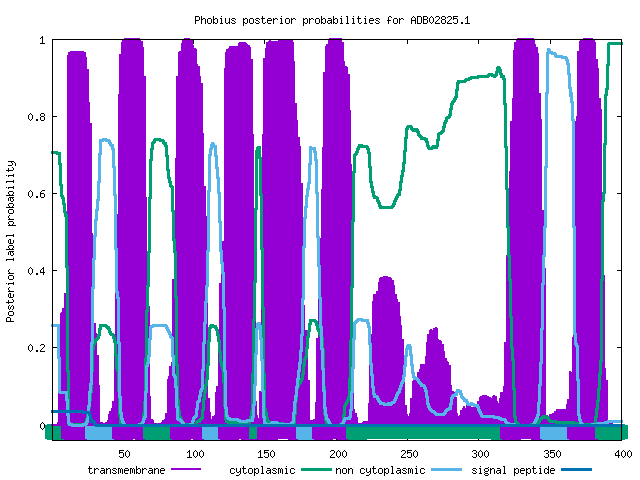 Phobius posterior probabilities for ADB02825.1
1
0.8
0.6
0.4
0.2
0
Posterior label probability
50 100 150 200 250 300 350 400
transmembrane cytoplasmic non cytoplasmic signal peptide